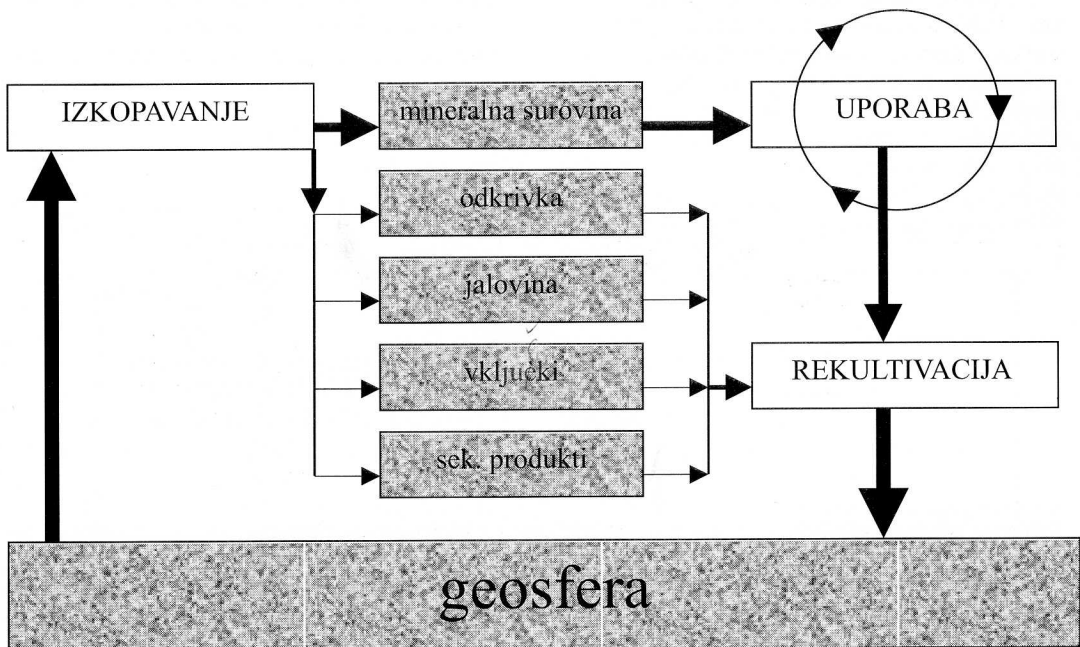 IZKOPAVANJE
mineralna surovina
UPORABA
odkrivka
jalovina
vključki
REKULTIVACIJA
sek. produkti
geosfera